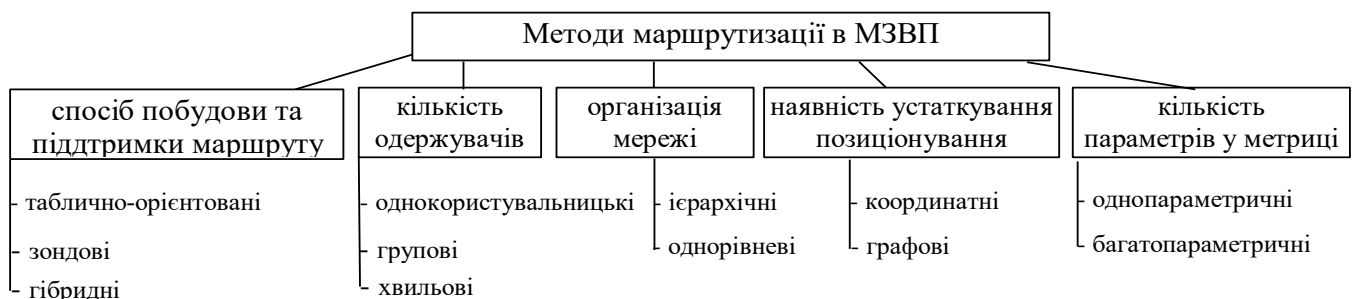 Методи маршрутизації в МЗВП
спосіб побудови та
піддтримки маршруту
кількість
одержувачів
організація
мережі
наявність устаткування
позиціонування
кількість
параметрів у метриці
- таблично-орієнтовані
- зондові
- гібридні
- однокористувальницькі
- групові
- хвильові
- ієрархічні
- однорівневі
- координатні
- графові
- однопараметричні
- багатопараметричні